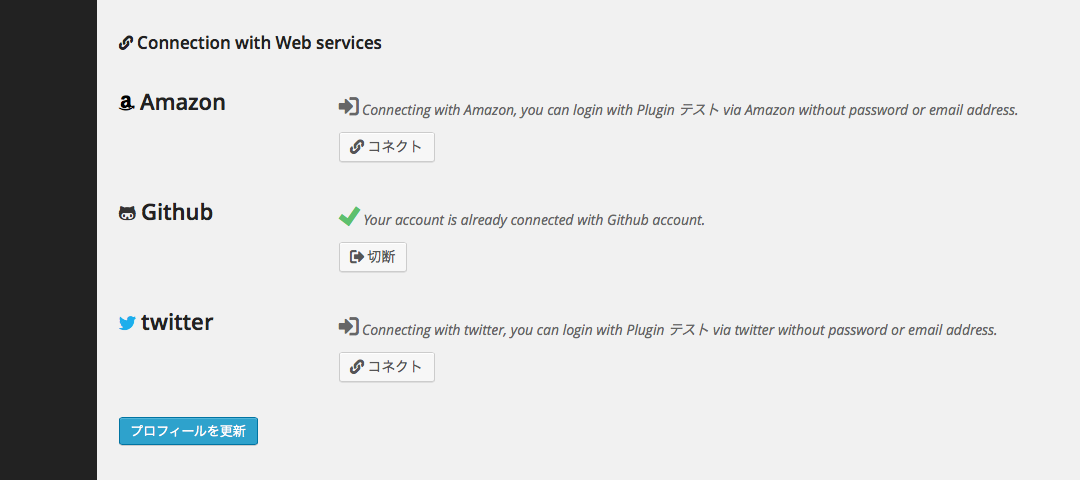 Connection with Web services
Amazon
Connecting with Amazon, you can login with Plugin テスト via Amazon without password or email address.
コネクト
Github
Your account is already connected with Github account.
切断
twitter
Connecting with twitter, you can login with Plugin テスト via twitter without password or email address.
コネクト
プロフィールを更新